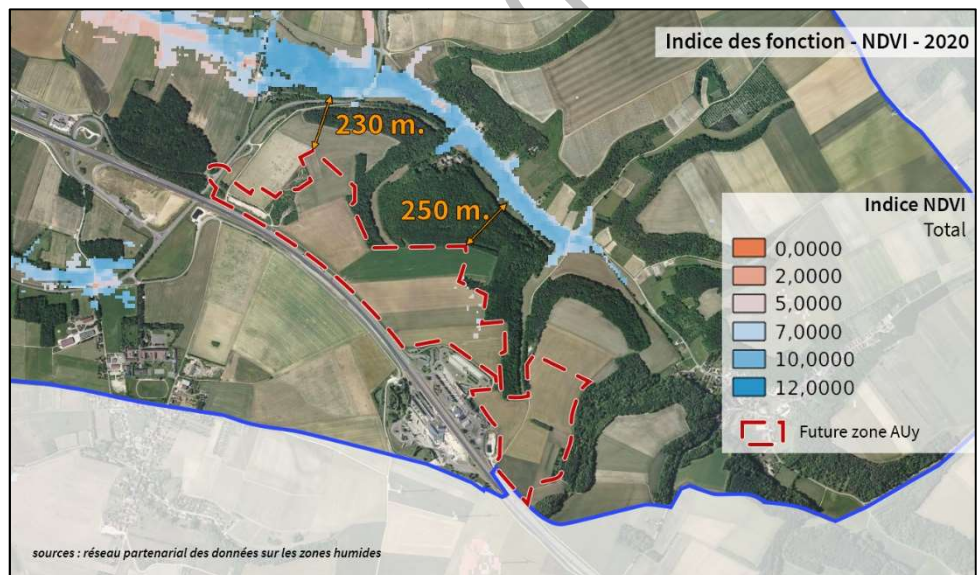 Indice des fonction - NDVI - 2020
230 m.
250 m.
Indice NDVI
Total
0,0000
2,0000
5,0000
7,0000
10,0000
12,0000
Future zone AUy
sources : réseau partenarial des données sur les zones humides